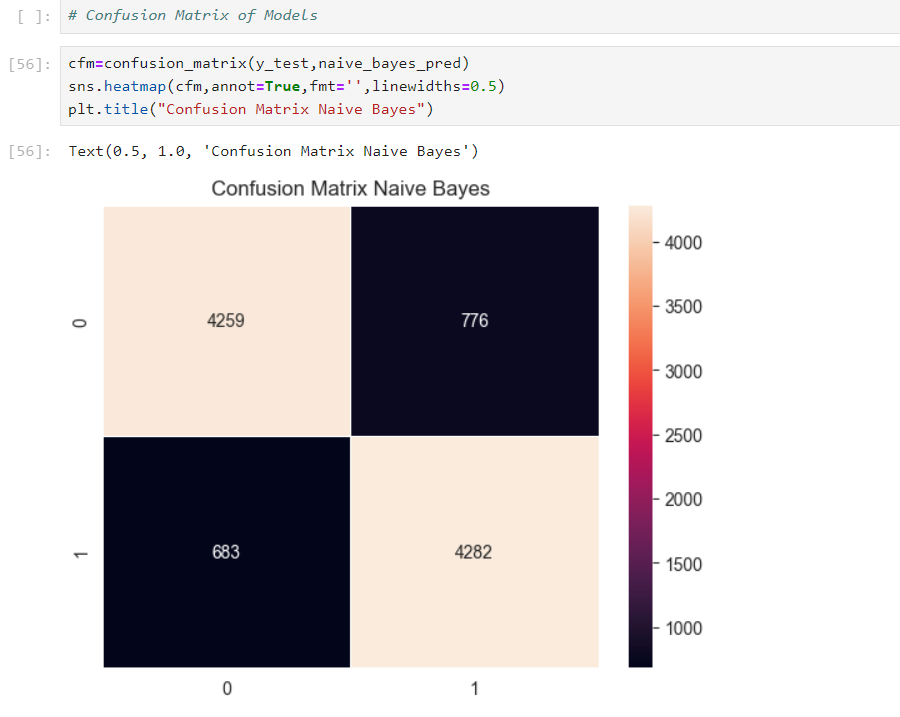 [ ]: # Confusion Matrix of Models
[56]: cfm=confusion_matrix(y_test,naive_bayes_pred)
sns.heatmap(cfm,annot=True,fmt='',linewidths=0.5)
plt.title("Confusion Matrix Naive Bayes")
[56]: Text(0.5, 1.0, 'Confusion Matrix Naive Bayes')
Confusion Matrix Naive Bayes
0 4259 776
1 683 4282
0 1
4000
3500
3000
2500
2000
1500
1000